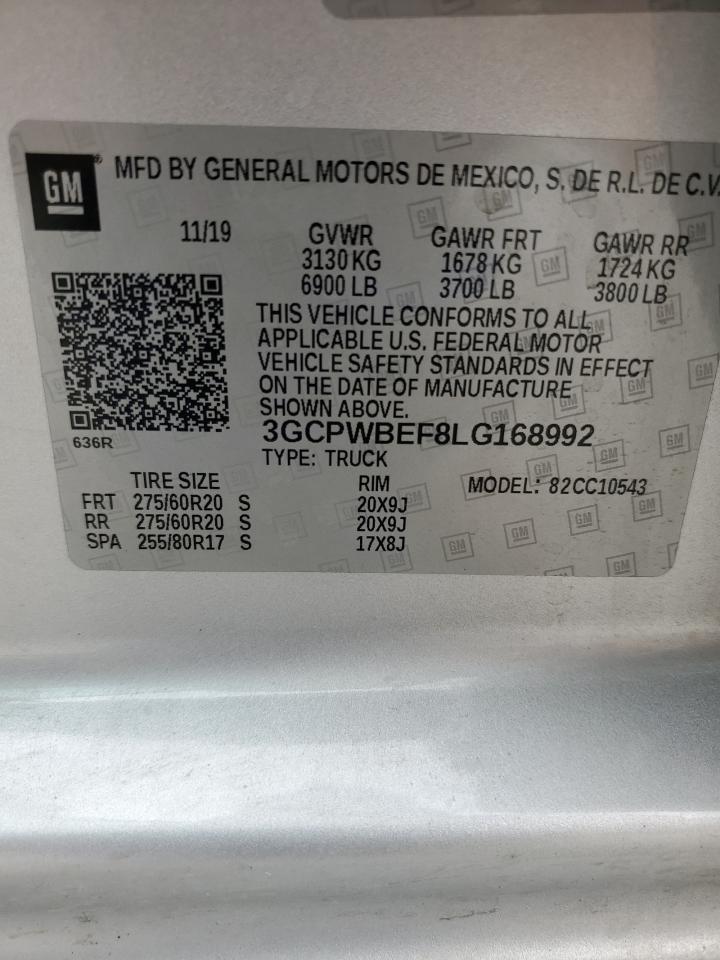 GM® MFD BY GENERAL MOTORS DE MEXICO, S. DE R.L. DE C.V.
11/19 GVWR GAWR FRT GAWR RR
3130 KG 1678 KG 1724 KG
6900 LB 3700 LB 3800 LB
THIS VEHICLE CONFORMS TO ALL
APPLICABLE U.S. FEDERAL MOTOR
VEHICLE SAFETY STANDARDS IN EFFECT
ON THE DATE OF MANUFACTURE
SHOWN ABOVE.
636R 3GCPWBEF8LG168992
TYPE: TRUCK
TIRE SIZE RIM MODEL: 82CC10543
FRT 275/60R20 S 20X9J
RR 275/60R20 S 20X9J
SPA 255/80R17 S 17X8J